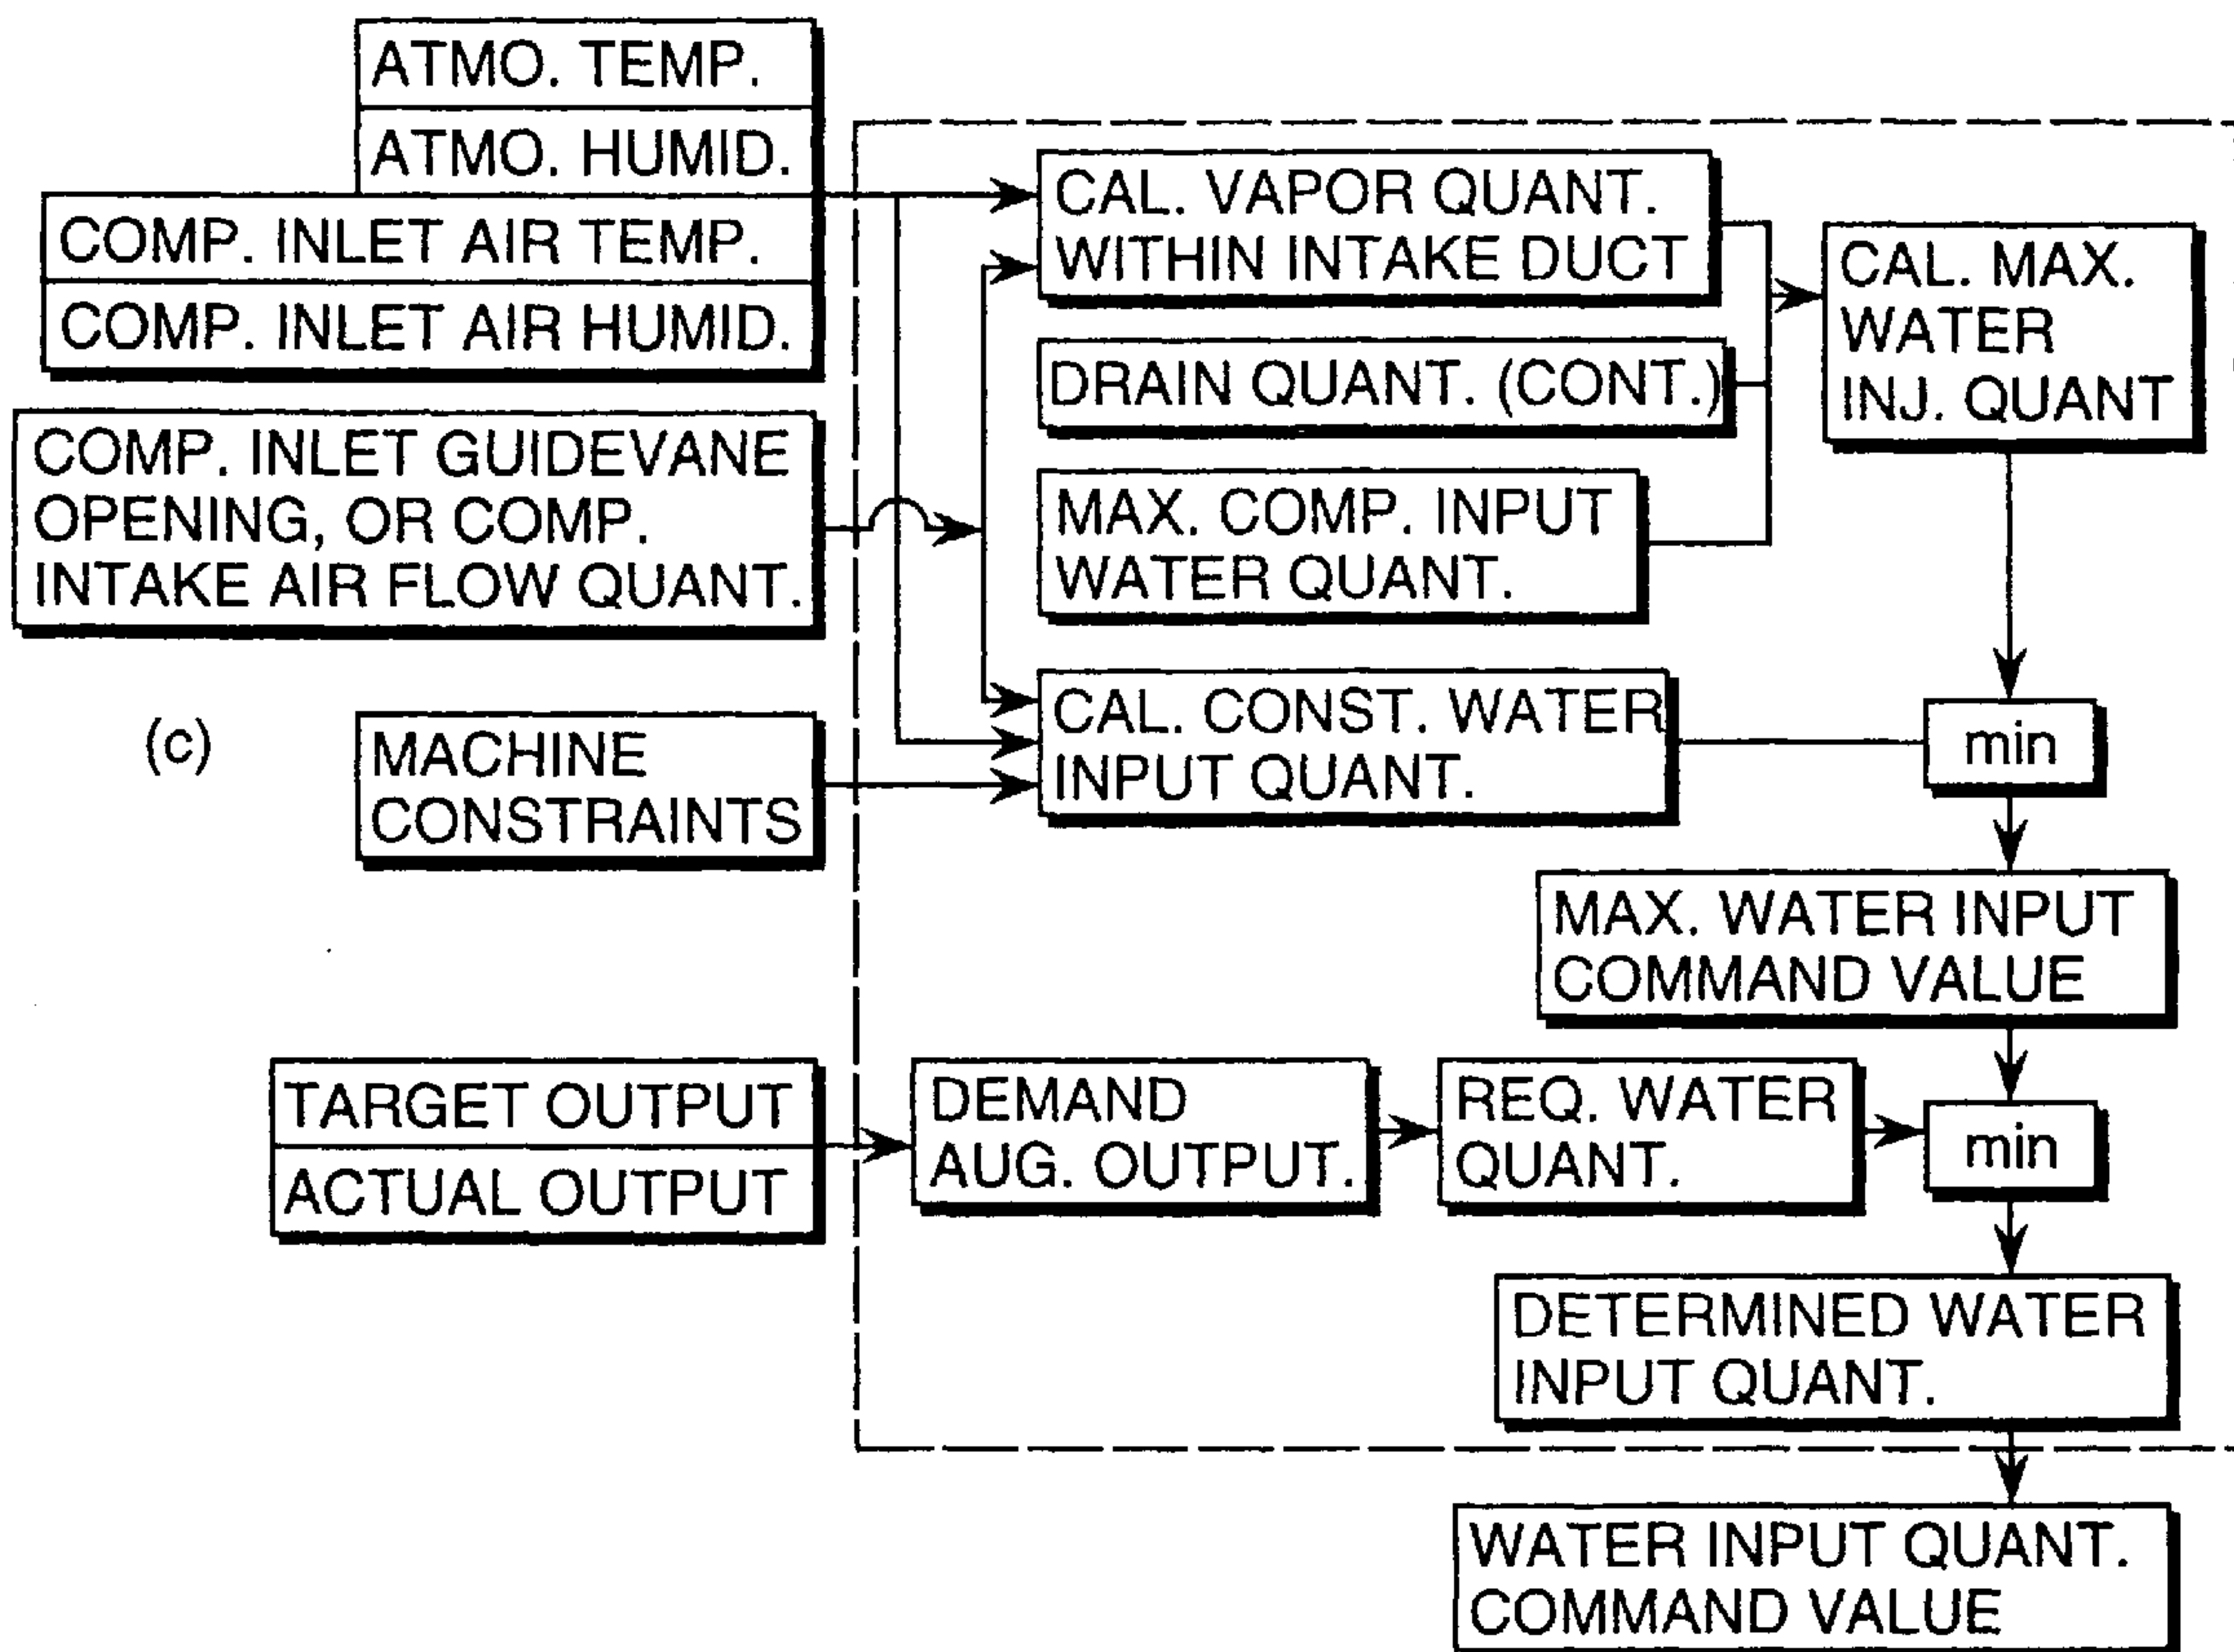 ATMO. TEMP.
ATMO. HUMID.
COMP. INLET AIR TEMP.
COMP. INLET AIR HUMID.
COMP. INLET GUIDEVANE
OPENING, OR COMP.
INTAKE AIR FLOW QUANT.
(c)
MACHINE
CONSTRAINTS
TARGET OUTPUT
ACTUAL OUTPUT
CAL. VAPOR QUANT.
WITHIN INTAKE DUCT
DRAIN QUANT. (CONT.)
MAX. COMP. INPUT
WATER QUANT.
CAL. CONST. WATER
INPUT QUANT.
CAL. MAX.
WATER
INJ. QUANT
min
MAX. WATER INPUT
COMMAND VALUE
DEMAND
AUG. OUTPUT.
REQ. WATER
QUANT.
min
DETERMINED WATER
INPUT QUANT.
WATER INPUT QUANT.
COMMAND VALUE